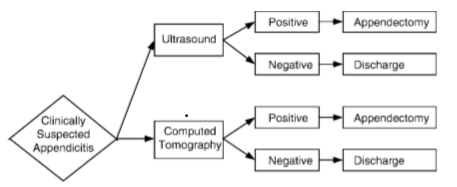 Positive
Appendectomy
Ultrasound
Negative
Discharge
Clinically
Suspected
Appendicitis
Computed
Tomography
Positive
Appendectomy
Negative
Discharge